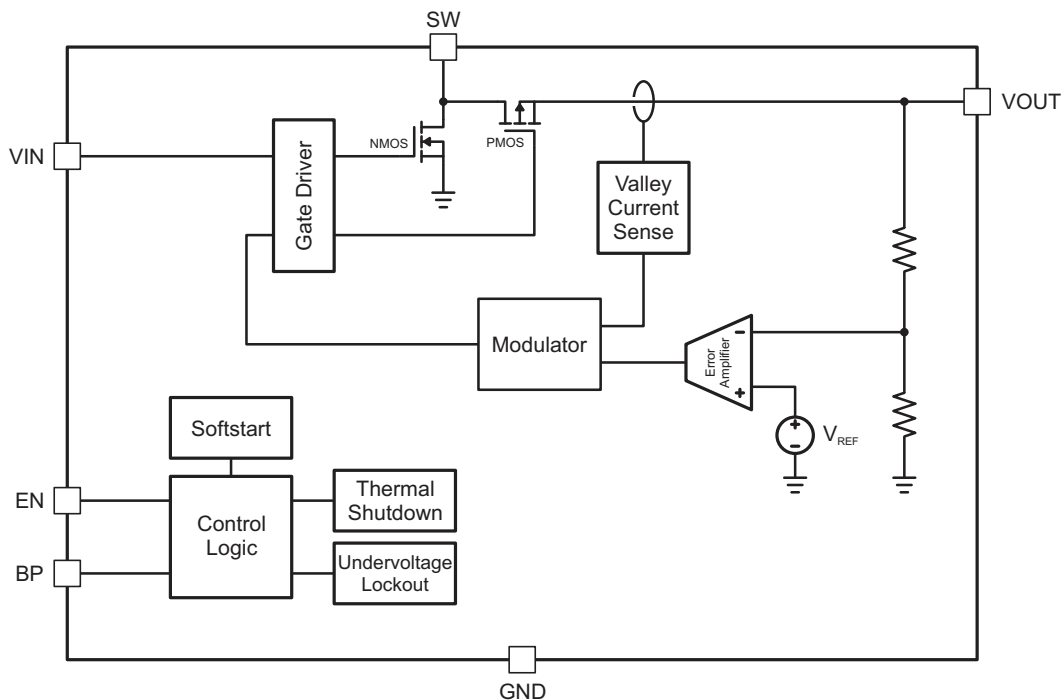 SW
VOUT
VIN
Gate Driver
NMOS
PMOS
Valley
Current
Sense
Modulator
Error
Amplifier
VREF
Softstart
EN
BP
Control
Logic
Thermal
Shutdown
Undervoltage
Lockout
GND